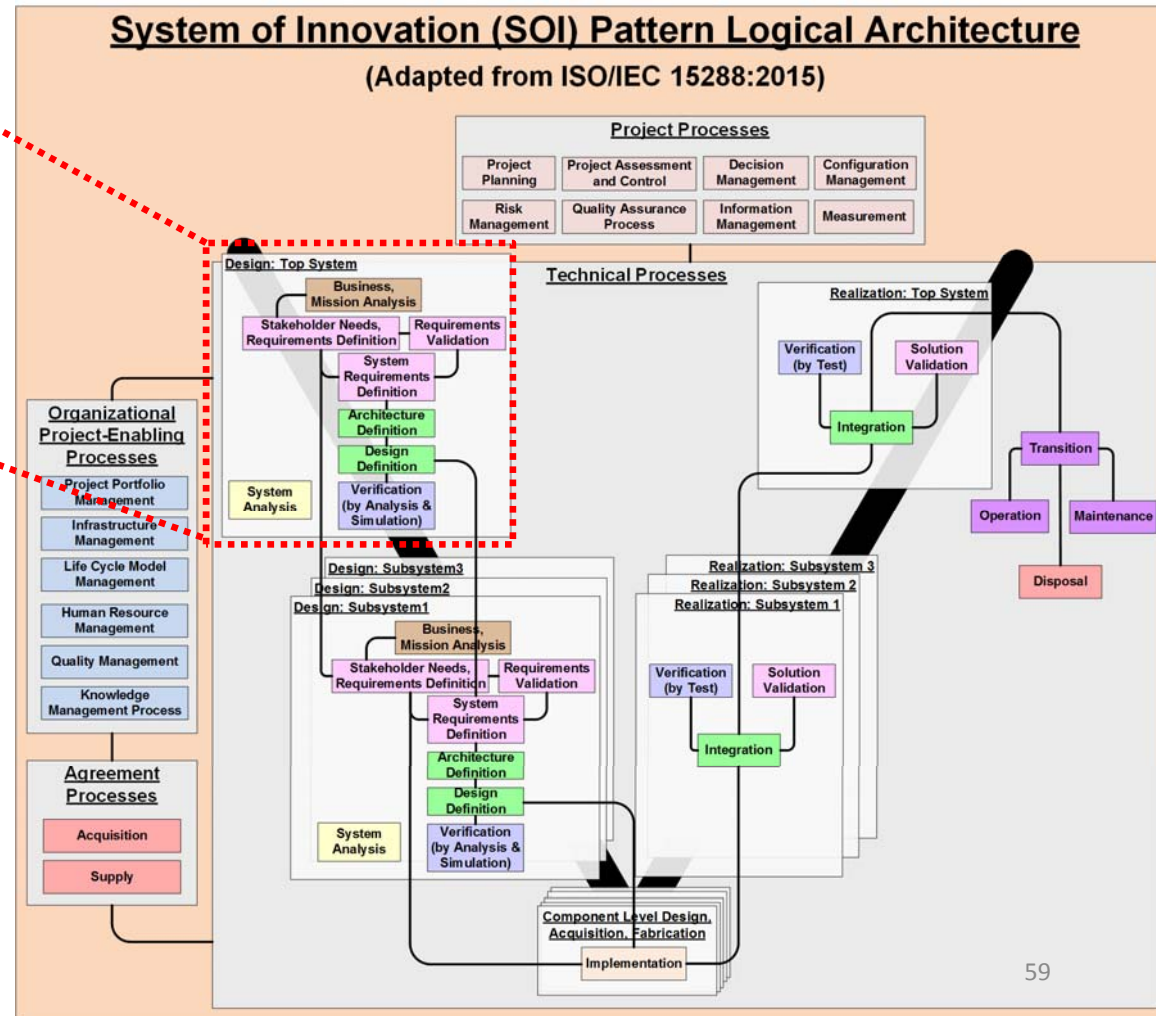 System of Innovation (SOI) Pattern Logical Architecture
(Adapted from ISO/IEC 15288:2015)
Project Processes
Project
Planning
Project Assessment
and Control
Decision
Management
Configuration
Management
Risk
Management
Quality Assurance
Process
Information
Management
Measurement
Technical Processes
Design: Top System
Business,
Mission Analysis
Stakeholder Needs,
Requirements Definition
Requirements
Validation
System
Requirements
Definition
Architecture
Definition
Design
Definition
System
Analysis
Verification
(by Analysis &
Simulation)
Realization: Top System
Verification
(by Test)
Solution
Validation
Integration
Transition
Operation
Maintenance
Disposal
Organizational
Project-Enabling
Processes
Project Portfolio
Management
Infrastructure
Management
Life Cycle Model
Management
Human Resource
Management
Quality Management
Knowledge
Management Process
Agreement
Processes
Acquisition
Supply
Design: Subsystem3
Design: Subsystem2
Design: Subsystem1
Business,
Mission Analysis
Stakeholder Needs,
Requirements Definition
Requirements
Validation
System
Requirements
Definition
Architecture
Definition
Design
Definition
System
Analysis
Verification
(by Analysis &
Simulation)
Realization: Subsystem 3
Realization: Subsystem 2
Realization: Subsystem 1
Verification
(by Test)
Solution
Validation
Integration
Component Level Design,
Acquisition, Fabrication
Implementation
59